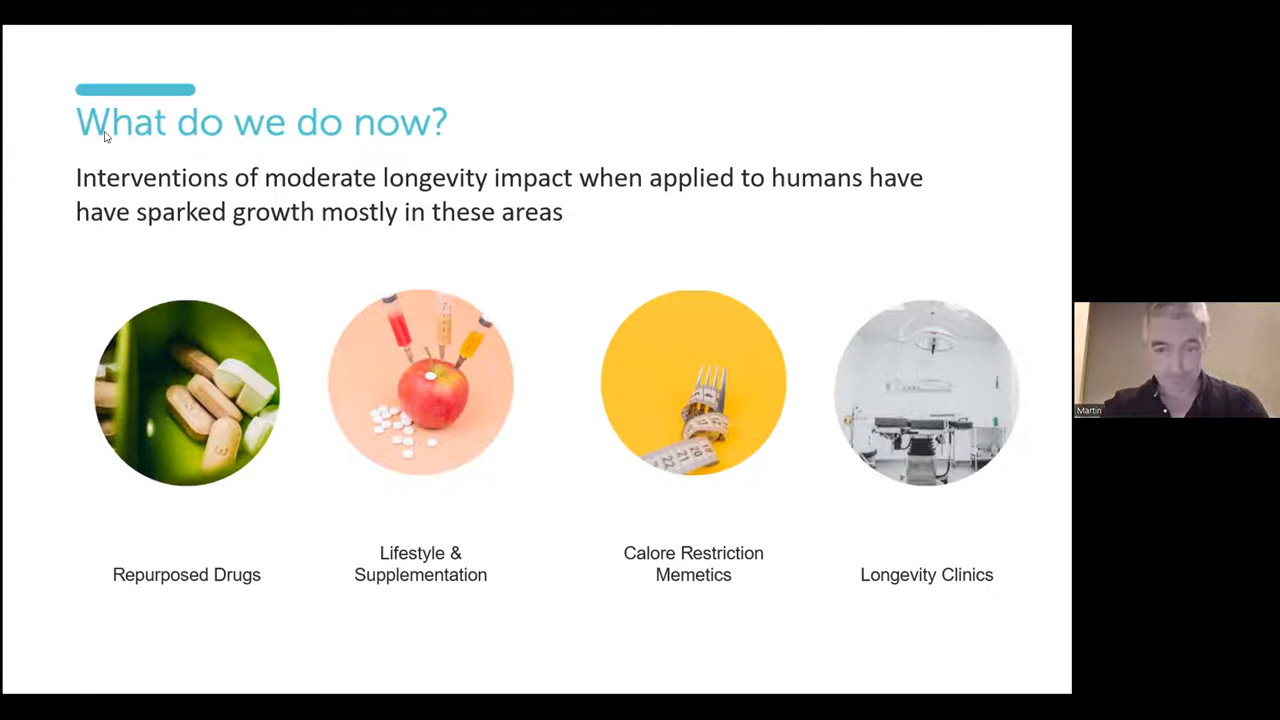 What do we do now?
Interventions of moderate longevity impact when applied to humans have
have sparked growth mostly in these areas
Repurposed Drugs
Lifestyle &
Supplementation
Calore Restriction
Memetics
Longevity Clinics
Martin